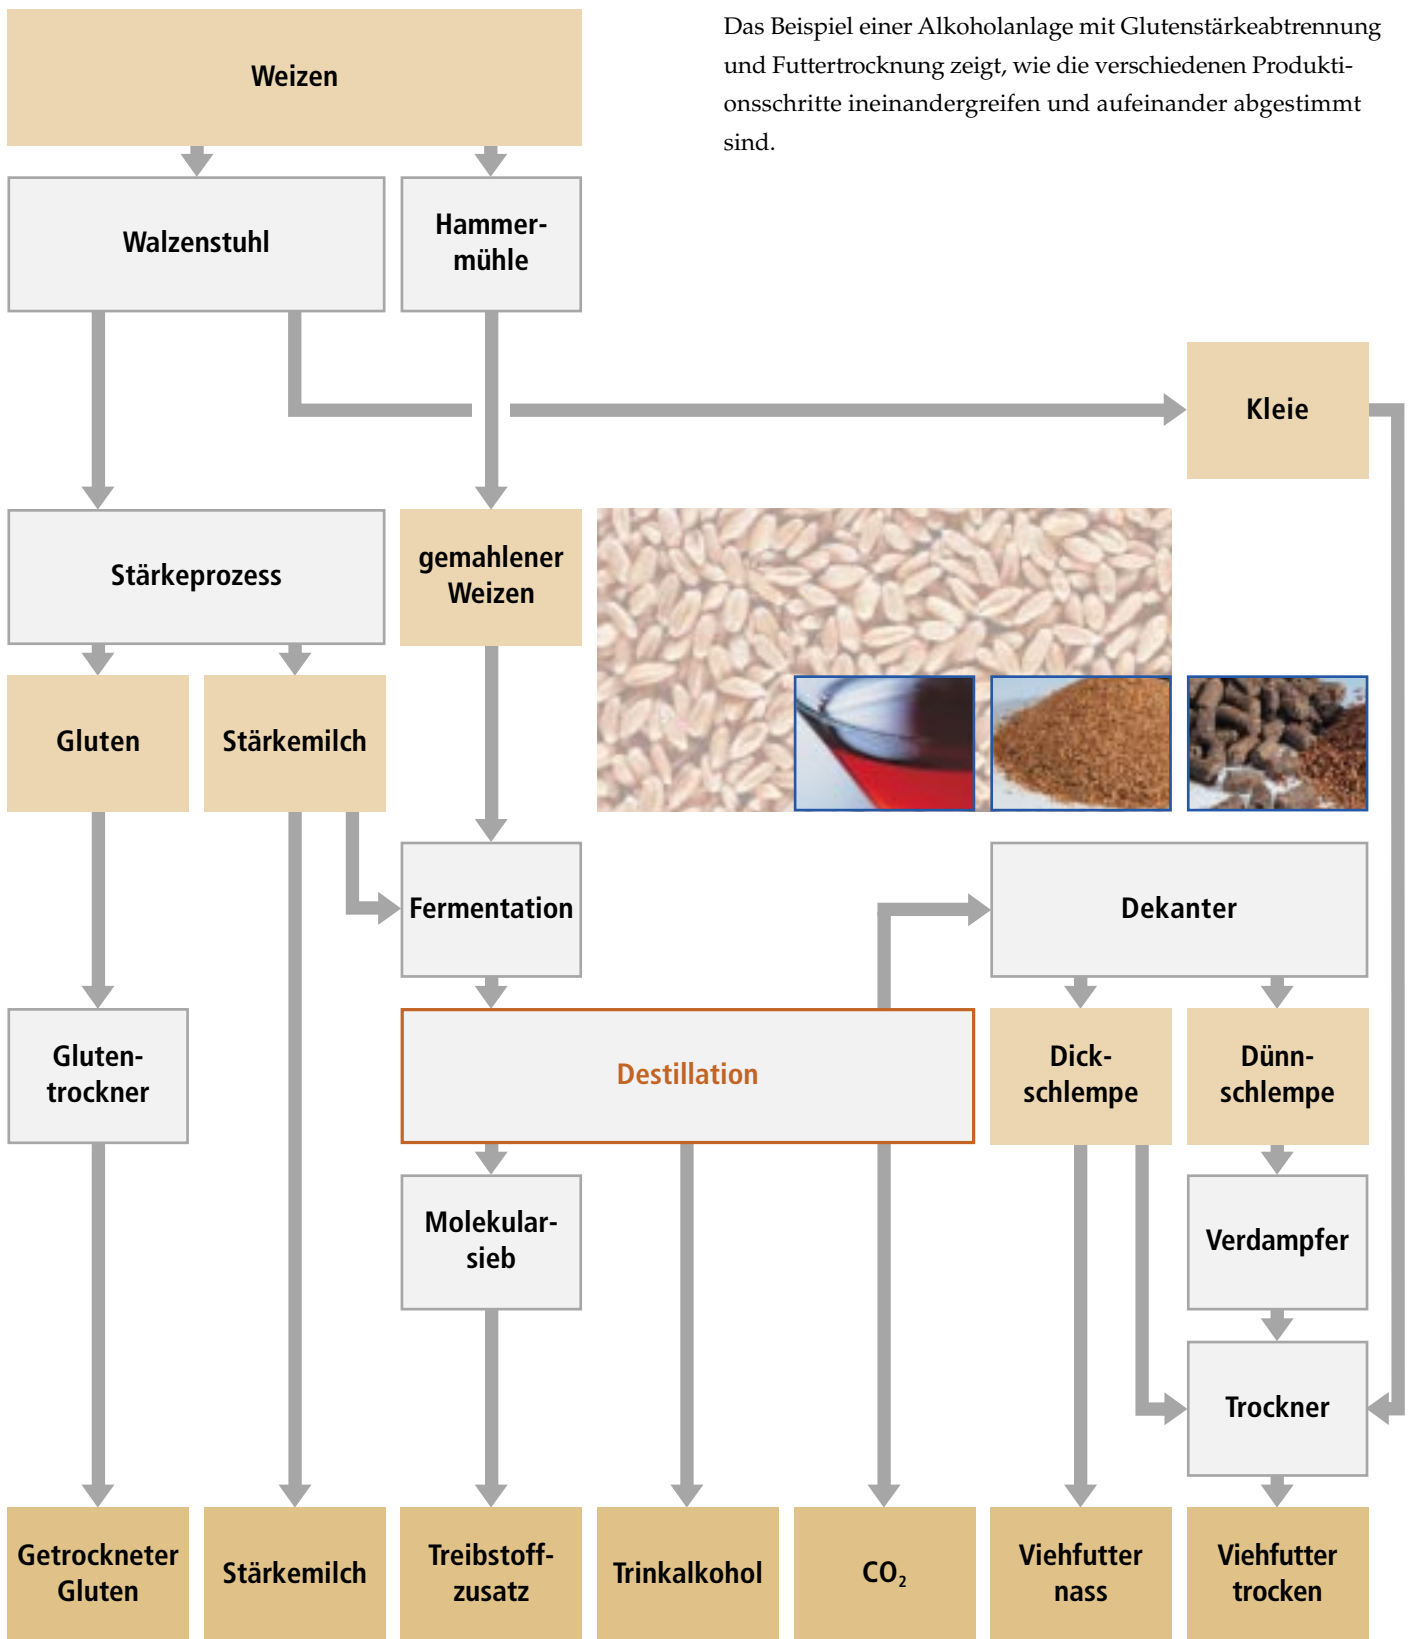 Das Beispiel einer Alkoholanlage mit Glutenstärkeabtrennung
und Futtertrocknung zeigt, wie die verschiedenen Produkti-
onsschritte ineinandergreifen und aufeinander abgestimmt
sind.
Weizen
Walzenstuhl
Hammer-
mühle
Kleie
Stärkeprozess
gemahlener
Weizen
Gluten
Stärkemilch
Fermentation
Dekanter
Gluten-
trockner
Destillation
Dick-
schlempe
Dünn-
schlempe
Molekular-
sieb
Verdampfer
Trockner
Getrockneter
Gluten
Stärkemilch
Treibstoff-
zusatz
Trinkalkohol
CO₂
Viehfutter
nass
Viehfutter
trocken